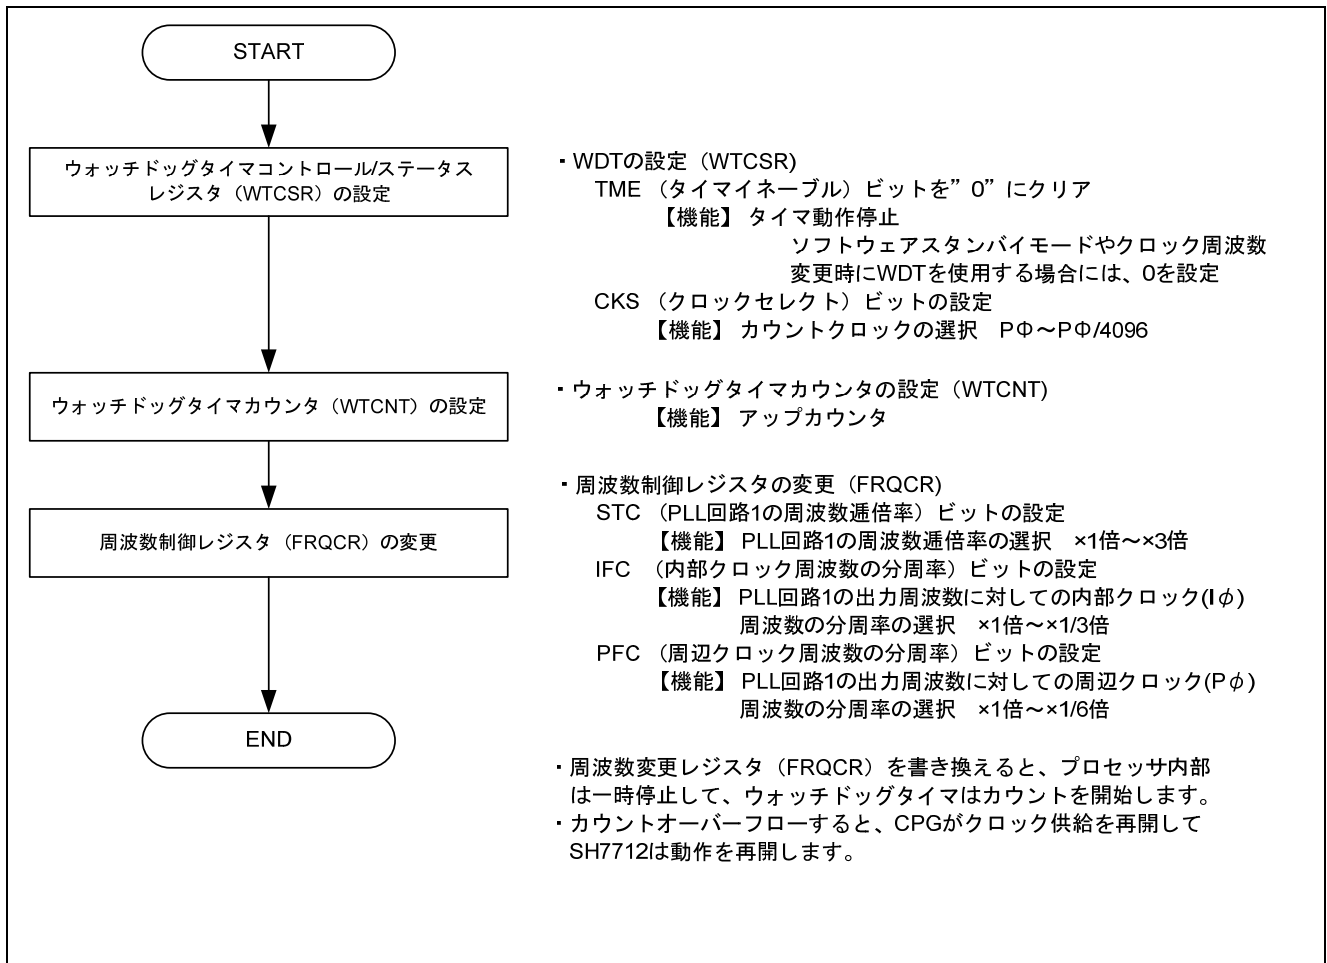 START
ウォッチドッグタイマコントロール/ステータス
レジスタ（WTCSR）の設定
ウォッチドッグタイマカウンタ（WTCNT）の設定
周波数制御レジスタ（FRQCR）の変更
END
・WDTの設定（WTCSR)
TME （タイマイネーブル）ビットを”0”にクリア
【機能】 タイマ動作停止
ソフトウェアスタンバイモードやクロック周波数
変更時にWDTを使用する場合には、0を設定
CKS （クロックセレクト）ビットの設定
【機能】 カウントクロックの選択　PΦ～PΦ/4096
・ウォッチドッグタイマカウンタの設定（WTCNT)
【機能】 アップカウンタ
・周波数制御レジスタの変更（FRQCR)
STC （PLL回路1の周波数逓倍率）ビットの設定
【機能】 PLL回路1の周波数逓倍率の選択　×1倍～×3倍
IFC （内部クロック周波数の分周率）ビットの設定
【機能】 PLL回路1の出力周波数に対しての内部クロック(Iφ)
周波数の分周率の選択　×1倍～×1/3倍
PFC （周辺クロック周波数の分周率）ビットの設定
【機能】 PLL回路1の出力周波数に対しての周辺クロック(Pφ)
周波数の分周率の選択　×1倍～×1/6倍
・周波数変更レジスタ（FRQCR）を書き換えると、プロセッサ内部
は一時停止して、ウォッチドッグタイマはカウントを開始します。
・カウントオーバーフローすると、CPGがクロック供給を再開して
SH7712は動作を再開します。